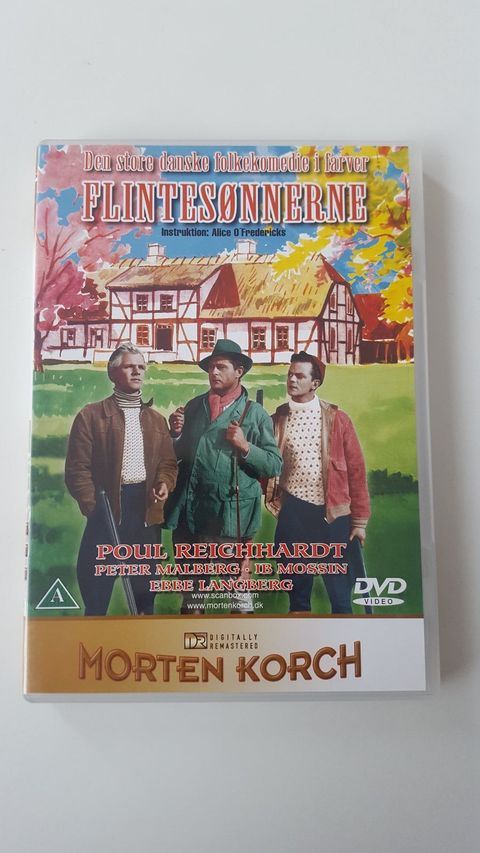 Den store danske folkekomedie i farver
FLINTESØNNERNE
Instruktion: Alice O'Fredericks
POUL REICHHARDT
PETER MALBERG · IB MOSSIN
EBBE LANGBERG
www.scanbox.com
www.mortenkorch.dk
A
DVD
VIDEO
DR DIGITALLY
REMASTERED
MORTEN KORCH